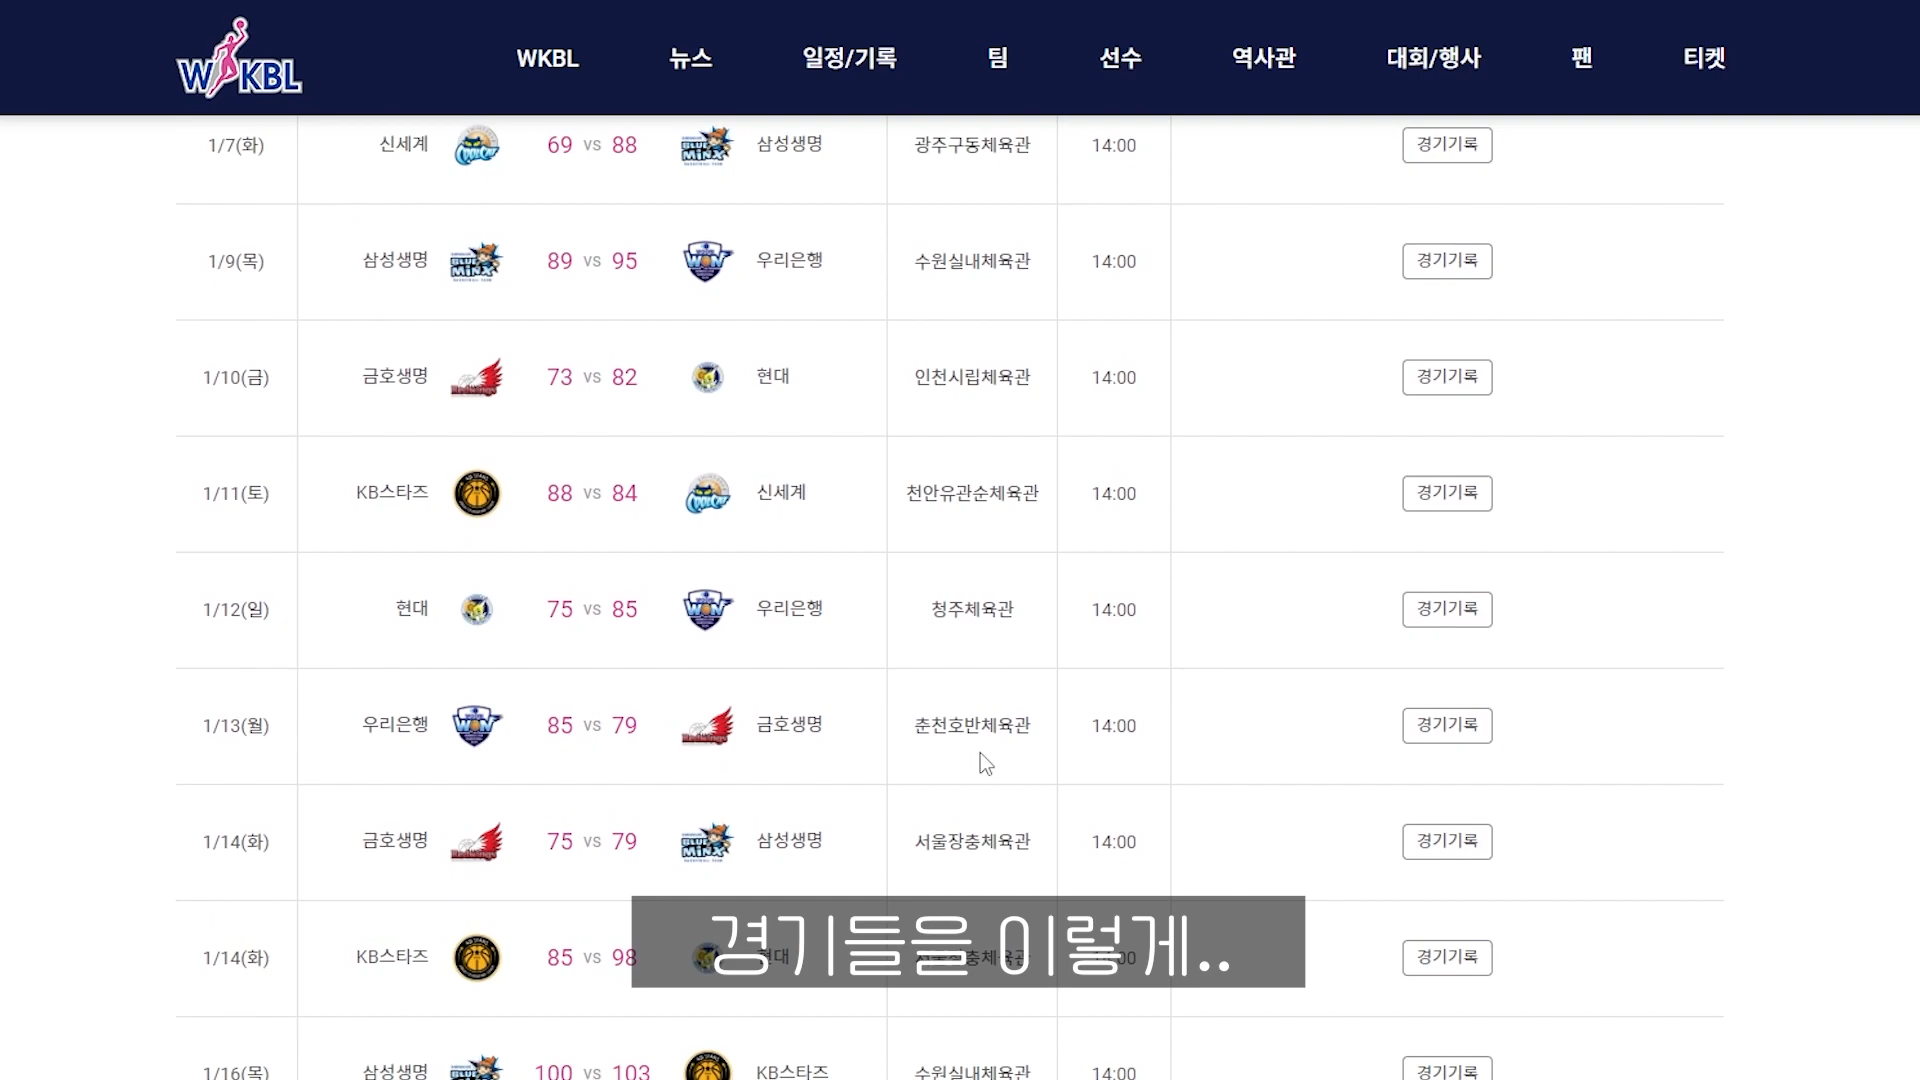 WKBL
WKBL 뉴스 일정/기록 팀 선수 역사관 대회/행사 팬 티켓
1/7(화) 신세계 69 vs 88 삼성생명 광주구동체육관 14:00 경기기록
1/9(목) 삼성생명 89 vs 95 우리은행 수원실내체육관 14:00 경기기록
1/10(금) 금호생명 73 vs 82 현대 인천시립체육관 14:00 경기기록
1/11(토) KB스타즈 88 vs 84 신세계 천안유관순체육관 14:00 경기기록
1/12(일) 현대 75 vs 85 우리은행 청주체육관 14:00 경기기록
1/13(월) 우리은행 85 vs 79 금호생명 춘천호반체육관 14:00 경기기록
1/14(화) 금호생명 75 vs 79 삼성생명 서울장충체육관 14:00 경기기록
1/14(화) KB스타즈 85 vs 98 현대 서울장충체육관 14:00 경기기록
경기들을 이렇게..
1/16(목) 삼성생명 100 vs 103 KB스타즈 수원실내체육관 14:00 경기기록